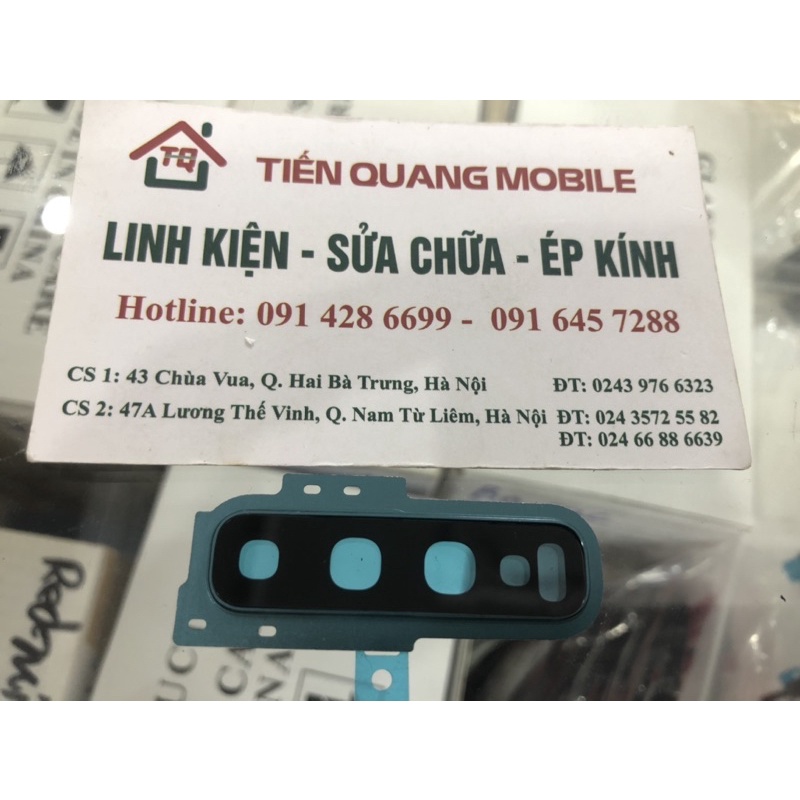 TQ
TIẾN QUANG MOBILE
LINH KIỆN - SỬA CHỮA - ÉP KÍNH
Hotline: 091 428 6699 - 091 645 7288
CS 1: 43 Chùa Vua, Q. Hai Bà Trưng, Hà Nội ĐT: 0243 976 6323
CS 2: 47A Lương Thế Vinh, Q. Nam Từ Liêm, Hà Nội ĐT: 024 3572 55 82
ĐT: 024 66 88 6639
RedMi